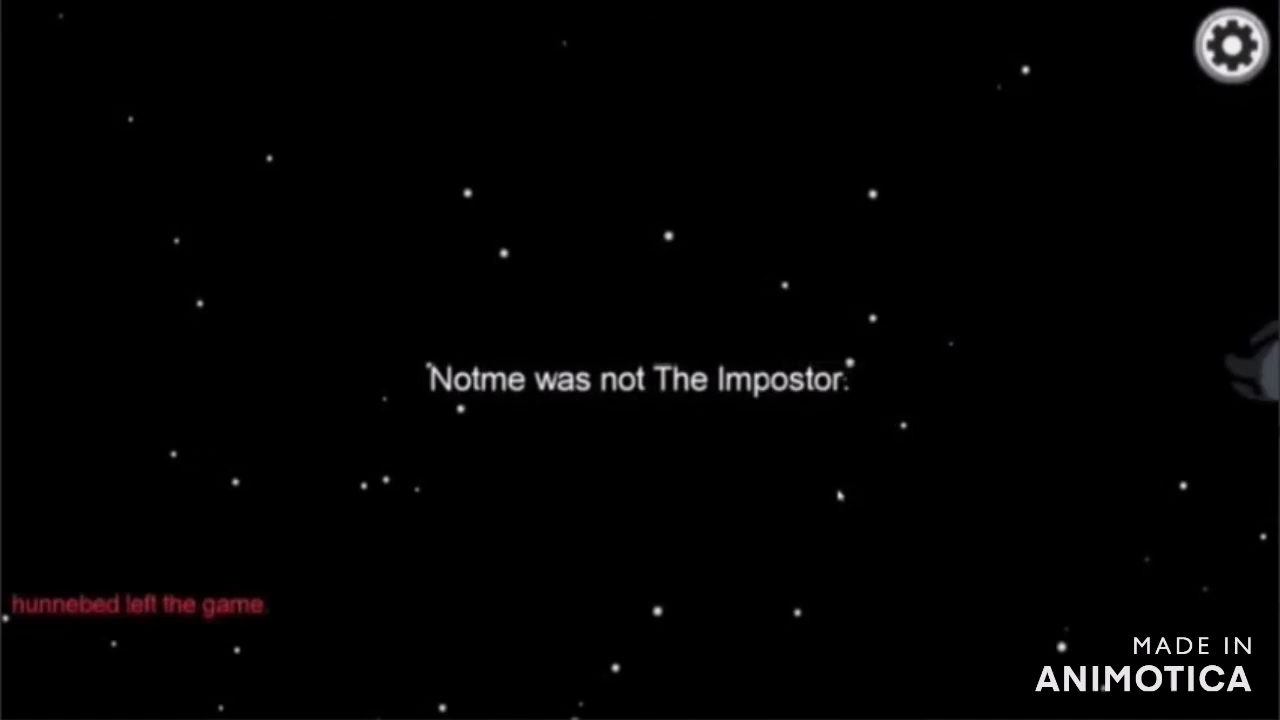 Notme was not The Impostor.
hunnebed left the game.
MADE IN
ANIMOTICA